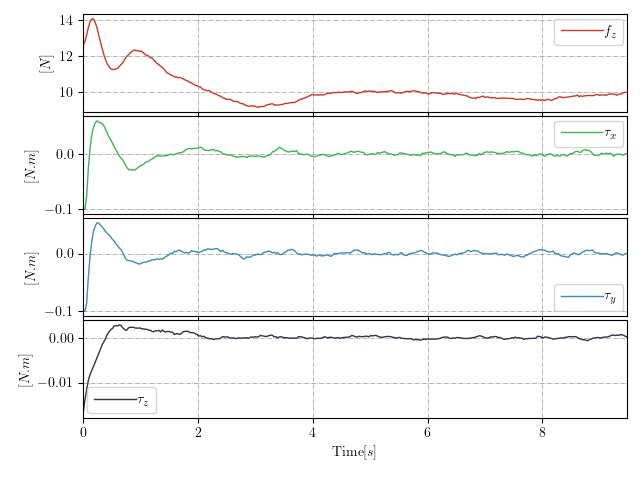 14
12
10
[N]
f_z
0.0
−0.1
[N.m]
τ_x
0.0
−0.1
[N.m]
τ_y
0.00
−0.01
[N.m]
τ_z
0 2 4 6 8
Time[s]